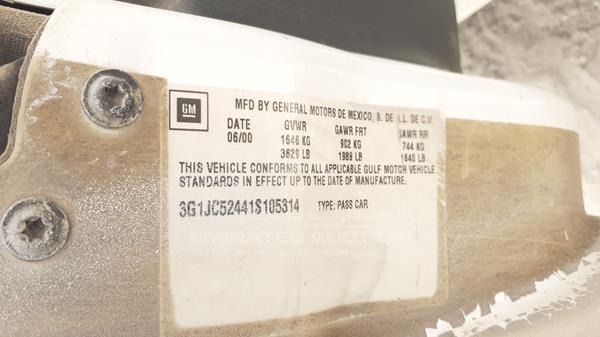 GM
MFD BY GENERAL MOTORS DE MEXICO, S. DE .L. DE C.V.
DATE GVWR GAWR FRT GAWR RR
06/00 1646 KG 902 KG 744 KG
3629 LB 1989 LB 1640 LB
THIS VEHICLE CONFORMS TO ALL APPLICABLE GULF MOTOR VEHICLE
STANDARDS IN EFFECT UP TO THE DATE OF MANUFACTURE.
3G1JC52441S105314 TYPE: PASS CAR
EMIRATES AUCTION